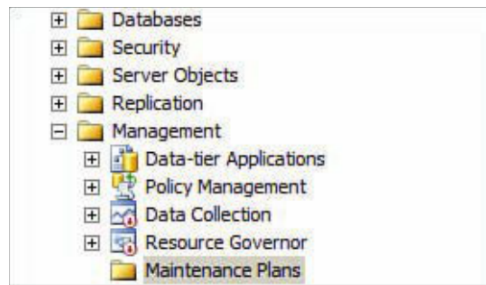 Databases
Security
Server Objects
Replication
Management
Data-tier Applications
Policy Management
Data Collection
Resource Governor
Maintenance Plans